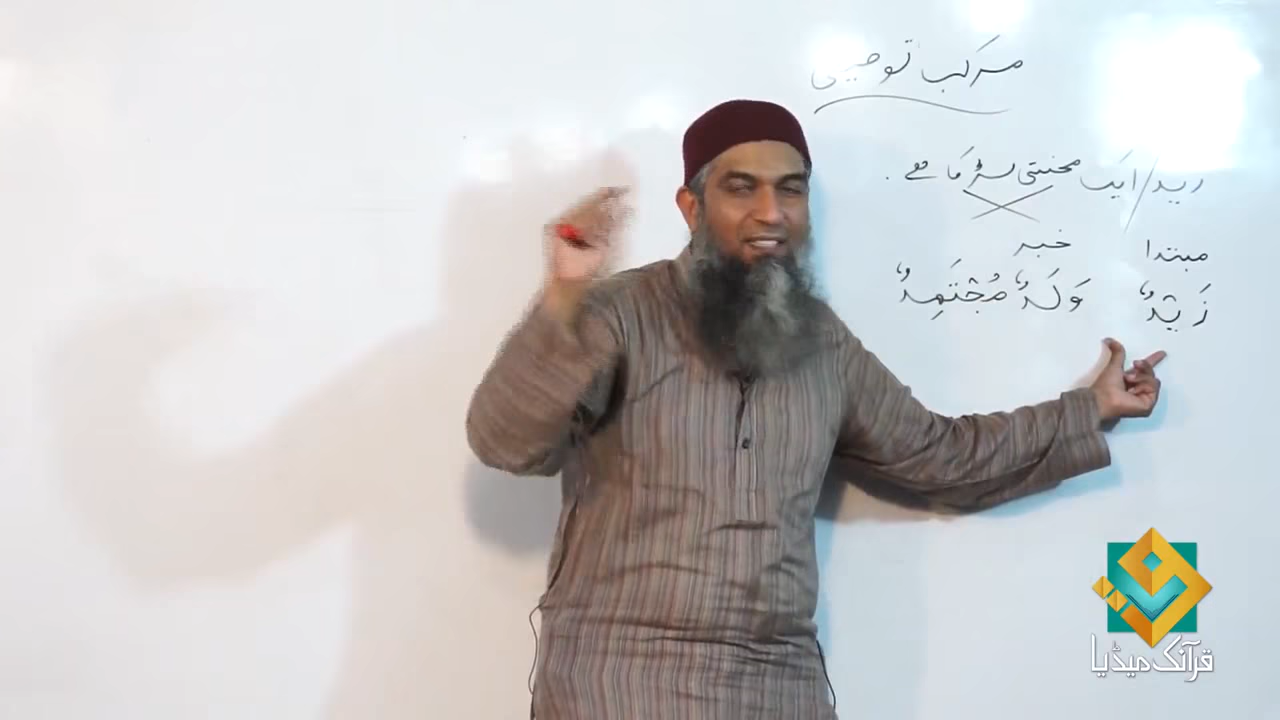 مرکب توصیفی
زید/ایک محنتی لڑکا ہے۔
مبتدا خبر
زَیْدٌ وَلَدٌ مُجْتَهِدٌ
قرآنک میڈیا